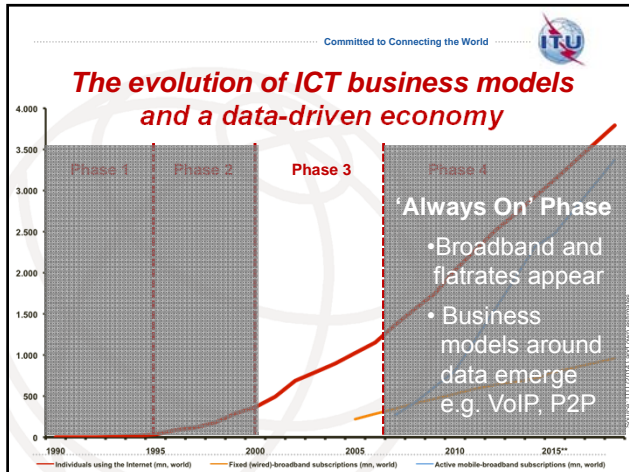 Committed to Connecting the World
ITU
The evolution of ICT business models
and a data-driven economy
4.000
3.500
3.000
2.500
2.000
1.500
1.000
500
0
Phase 1
Phase 2
Phase 3
Phase 4
‘Always On’ Phase
•Broadband and
flatrates appear
• Business
models around
data emerge
e.g. VoIP, P2P
1990
1995
2000
2005
2010
2015**
Individuals using the Internet (mn, world)
Fixed (wired)-broadband subscriptions (mn, world)
Active mobile-broadband subscriptions (mn, world)